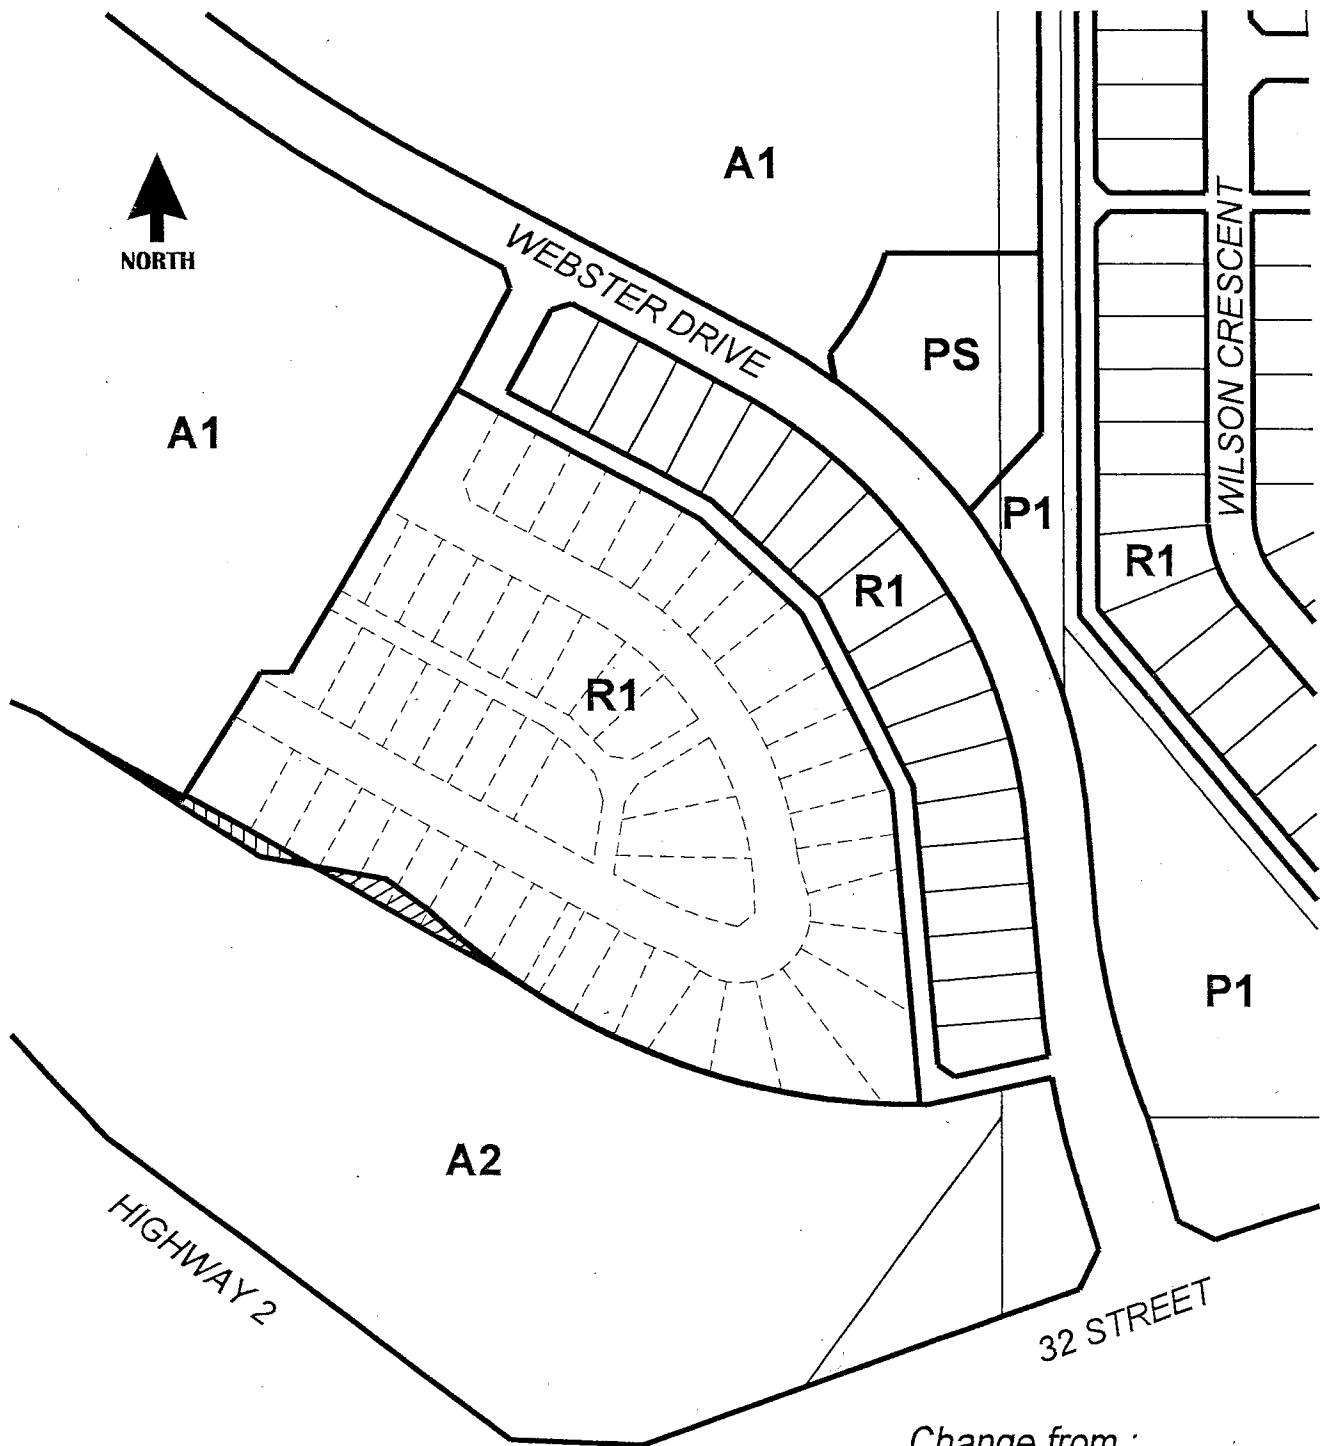 A1
NORTH
WEBSTER DRIVE
WILSON CRESCENT
PS
A1
P1
R1
R1
R1
P1
A2
HIGHWAY 2
32 STREET
Change from :